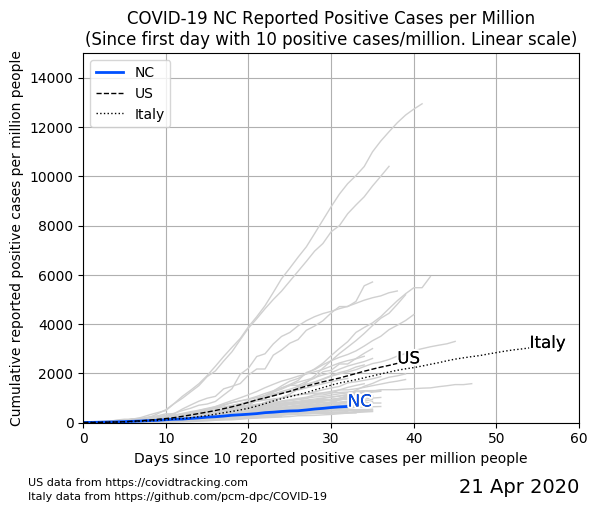 COVID-19 NC Reported Positive Cases per Million
(Since first day with 10 positive cases/million. Linear scale)
Cumulative reported positive cases per million people
14000
12000
10000
8000
6000
4000
2000
0
NC
US
Italy
Italy
US
NC
0 10 20 30 40 50 60
Days since 10 reported positive cases per million people
US data from https://covidtracking.com
Italy data from https://github.com/pcm-dpc/COVID-19
21 Apr 2020